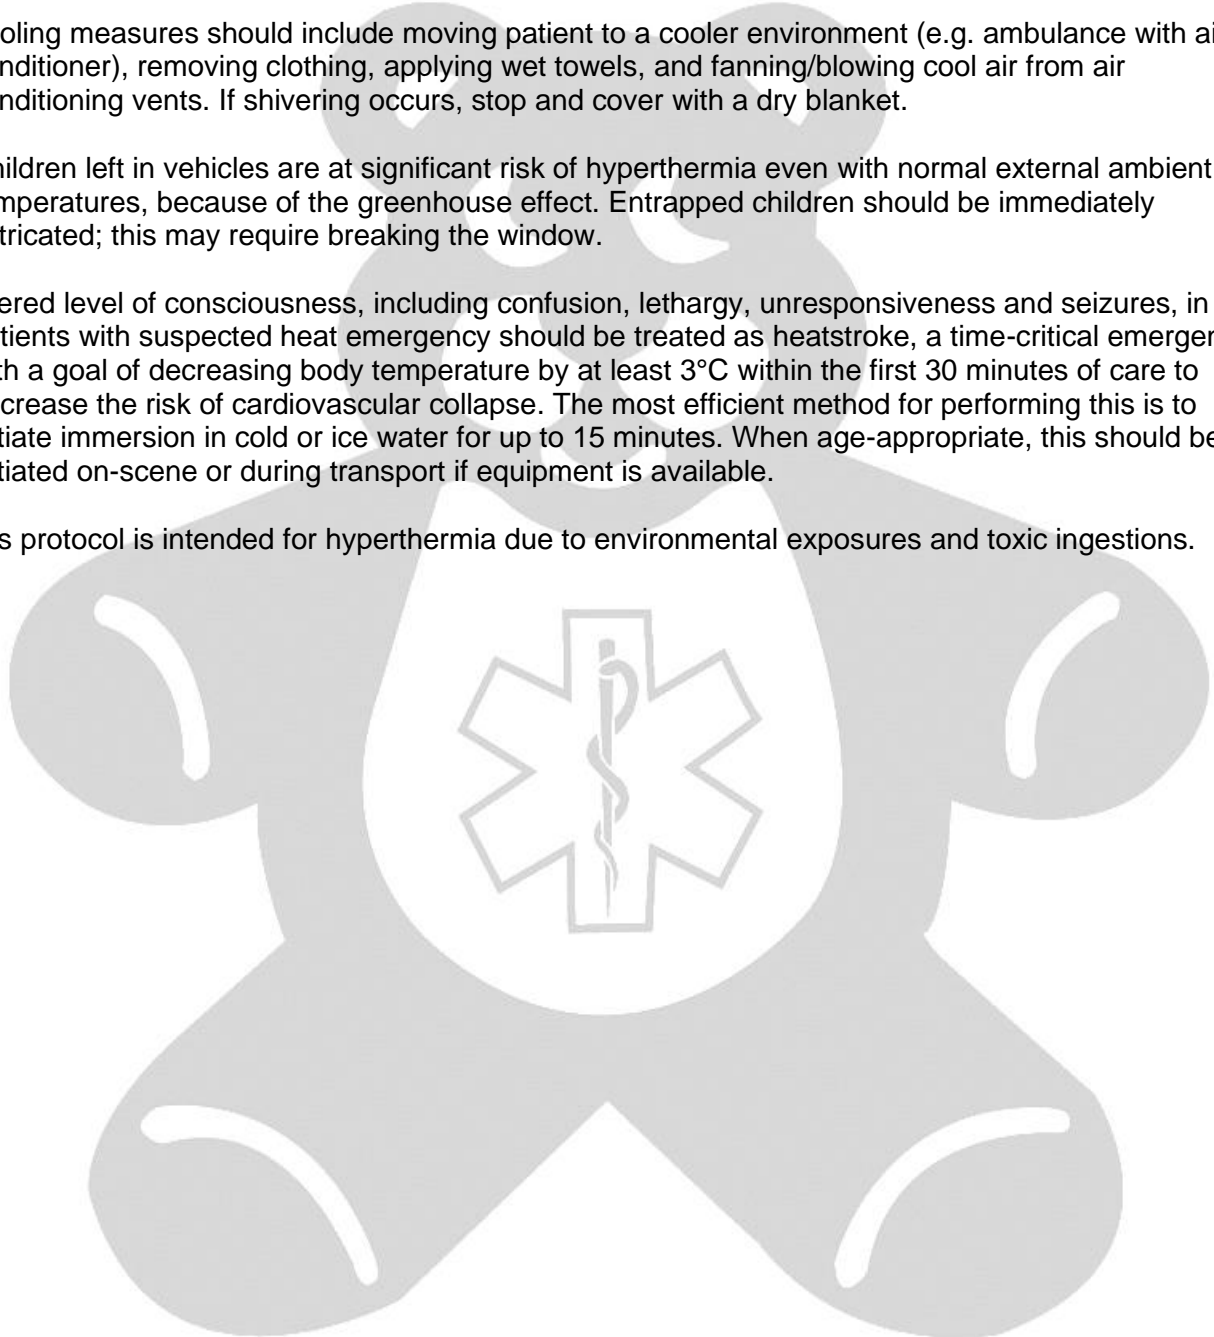 oling measures should include moving patient to a cooler environment (e.g. ambulance with ai
nditioner), removing clothing, applying wet towels, and fanning/blowing cool air from air
nditioning vents. If shivering occurs, stop and cover with a dry blanket.
hildren left in vehicles are at significant risk of hyperthermia even with normal external ambient
mperatures, because of the greenhouse effect. Entrapped children should be immediately
tricated; this may require breaking the window.
ered level of consciousness, including confusion, lethargy, unresponsiveness and seizures, in
tients with suspected heat emergency should be treated as heatstroke, a time-critical emergen
th a goal of decreasing body temperature by at least 3°C within the first 30 minutes of care to
crease the risk of cardiovascular collapse. The most efficient method for performing this is to
tiate immersion in cold or ice water for up to 15 minutes. When age-appropriate, this should be
tiated on-scene or during transport if equipment is available.
s protocol is intended for hyperthermia due to environmental exposures and toxic ingestions.